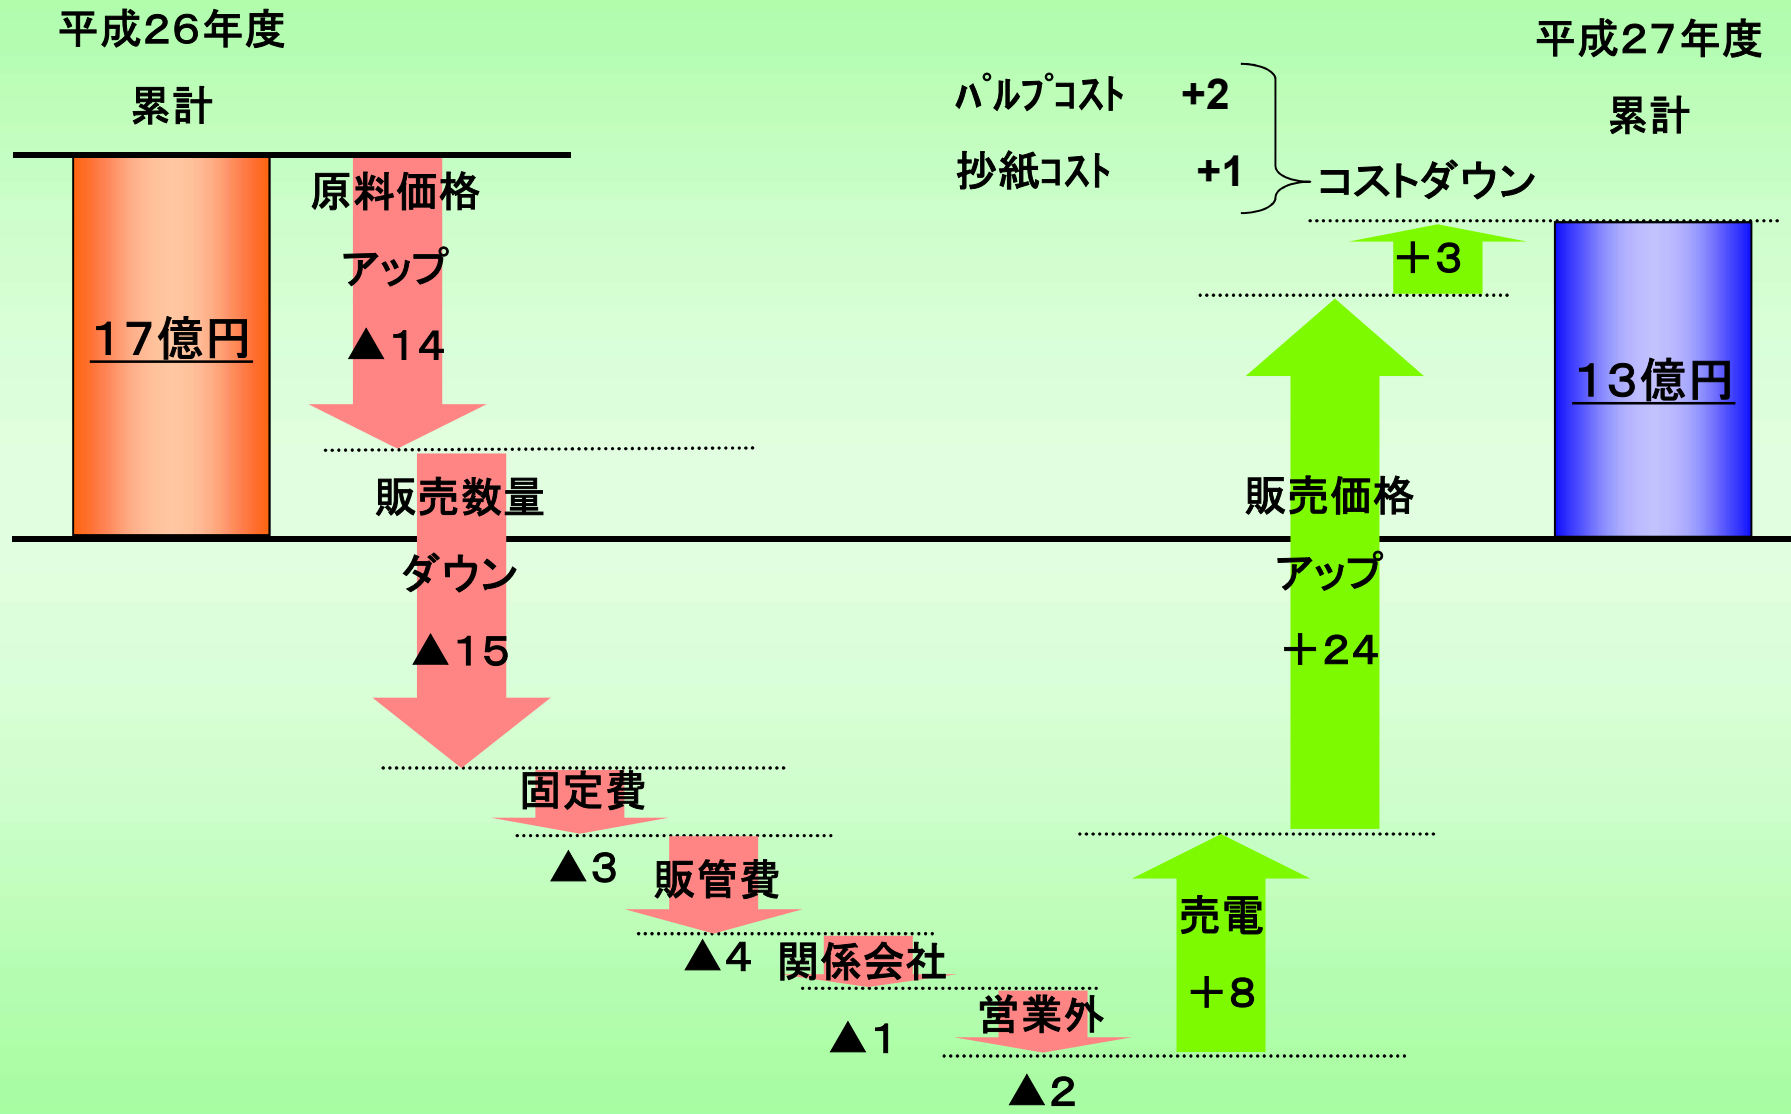 平成２６年度
累計
１７億円
原料価格
アップ
▲１４
販売数量
ダウン
▲１５
固定費
▲３
販管費
▲４
関係会社
▲１
営業外
▲２
売電
＋８
販売価格
アップ
＋２４
ﾊﾟﾙﾌﾟｺｽﾄ +2
抄紙ｺｽﾄ +1
コストダウン
＋３
平成２７年度
累計
１３億円